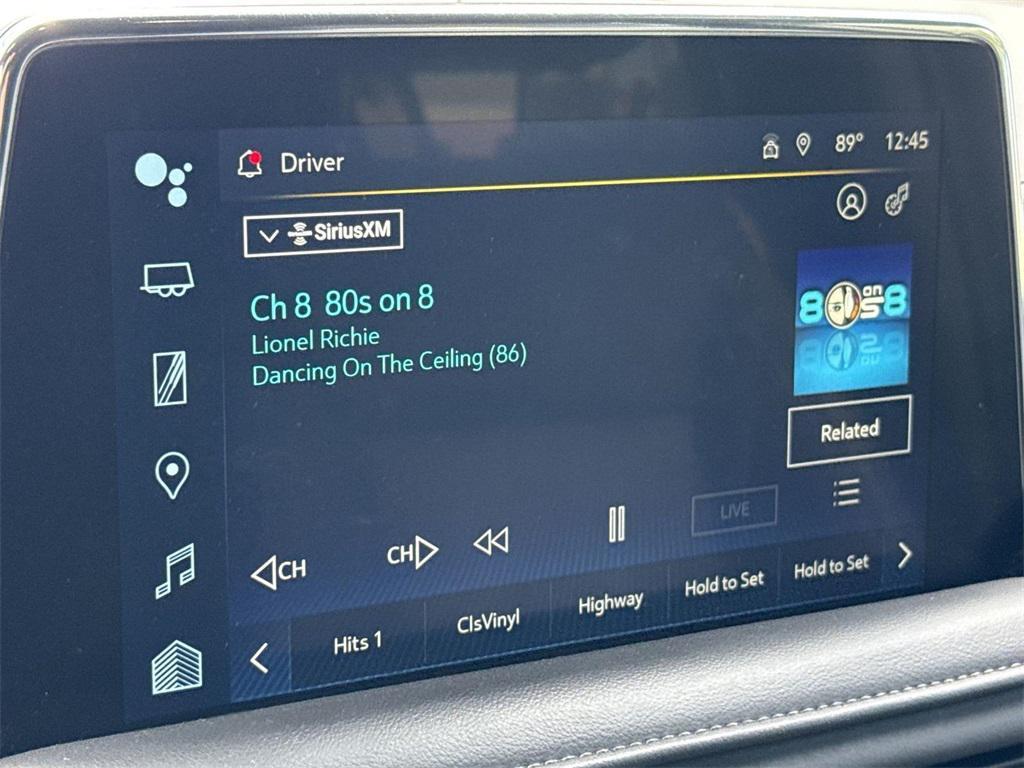 Driver
89° 12:45
SiriusXM
Ch 8 80s on 8
Lionel Richie
Dancing On The Ceiling (86)
80s on 8
Related
CH
CH
LIVE
Hits 1
ClsVinyl
Highway
Hold to Set
Hold to Set